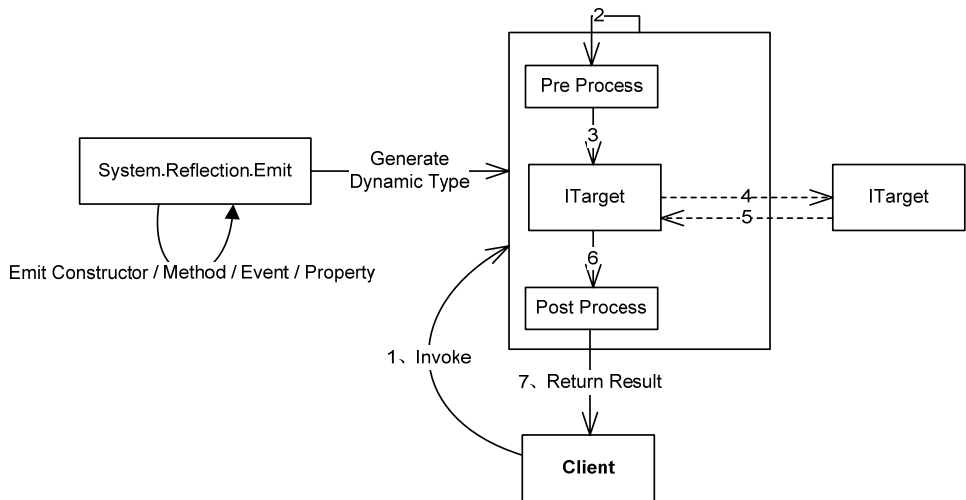 2
Pre Process
3
System.Reflection.Emit
Generate
Dynamic Type
ITarget
4
5
ITarget
Emit Constructor / Method / Event / Property
6
Post Process
1、Invoke
7、Return Result
Client